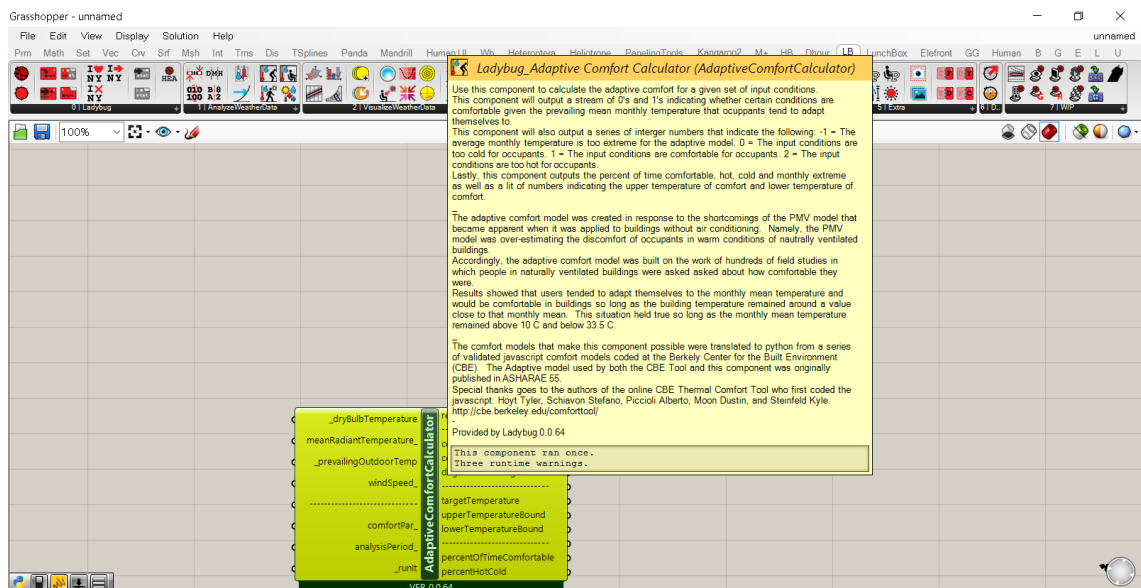 Grasshopper - unnamed
File Edit View Display Solution Help
unnamed
Prm Math Set Vec Crv Srf Msh Int Trns Dis TSplines Panda Mandrill Human UI Wb Heteroptera Heliotrope PanelingTools Kangaroo2 M+ HB Dhour LB LunchBox Elefront GG Human B G E L U
0 | Ladybug
1 | AnalyzeWeatherData
2 | VisualizeWeatherData
5 | Extra
6 | D...
7 | WIP
100%
Ladybug_Adaptive Comfort Calculator (AdaptiveComfortCalculator)
Use this component to calculate the adaptive comfort for a given set of input conditions.
This component will output a stream of 0's and 1's indicating whether certain conditions are
comfortable given the prevailing mean monthly temperature that ocupants tend to adapt
themselves to.
This component will also output a series of interger numbers that indicate the following: -1 = The
average monthly temperature is too extreme for the adaptive model. 0 = The input conditions are
too cold for occupants. 1 = The input conditions are comfortable for occupants. 2 = The input
conditions are too hot for occupants.
Lastly, this component outputs the percent of time comfortable, hot, cold and monthly extreme
as well as a lit of numbers indicating the upper temperature of comfort and lower temperature of
comfort.
_
The adaptive comfort model was created in response to the shortcomings of the PMV model that
became apparent when it was applied to buildings without air conditioning. Namely, the PMV
model was over-estimating the discomfort of occupants in warm conditions of nautrally ventilated
buildings.
Accordingly, the adaptive comfort model was built on the work of hundreds of field studies in
which people in naturally ventilated buildings were asked asked about how comfortable they
were.
Results showed that users tended to adapt themselves to the monthly mean temperature and
would be comfortable in buildings so long as the building temperature remained around a value
close to that monthly mean. This situation held true so long as the monthly mean temperature
remained above 10 C and below 33.5 C.
_
The comfort models that make this component possible were translated to python from a series
of validated javascript comfort models coded at the Berkely Center for the Built Environment
(CBE). The Adaptive model used by both the CBE Tool and this component was originally
published in ASHARAE 55.
Special thanks goes to the authors of the online CBE Thermal Comfort Tool who first coded the
javascript: Hoyt Tyler, Schiavon Stefano, Piccioli Alberto, Moon Dustin, and Steinfeld Kyle.
http://cbe.berkeley.edu/comforttool/
-
Provided by Ladybug 0.0.64
This component ran once.
Three runtime warnings.
_dryBulbTemperature
meanRadiantTemperature_
_prevailingOutdoorTemp
windSpeed_
------------------------------
comfortPar_
analysisPeriod_
_runIt
AdaptiveComfortCalculator
------------------------------
targetTemperature
upperTemperatureBound
lowerTemperatureBound
------------------------------
percentOfTimeComfortable
percentHotCold
VER 0.0.64